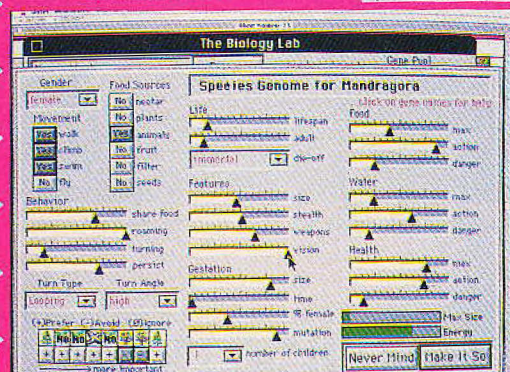 The Biology Lab
Gene Pool
Gender
female
Movement
Yes walk
Yes climb
Yes swim
No fly
Food Sources
No nectar
No plants
Yes animals
No fruit
No filter
No seeds
Behavior
share food
roaming
turning
persist
Turn Type
Looping
Turn Angle
high
(+)Prefer (-)Avoid (0)Ignore
more important
Species Genome for Mandragora
click on gene names for help
Life
lifespan
adult
immortal
die-off
Features
size
stealth
weapons
vision
Gestation
size
time
% female
mutation
1
number of children
Food
max
action
danger
Water
max
action
danger
Health
max
action
danger
Max Size
Energy
Never Mind
Make It So